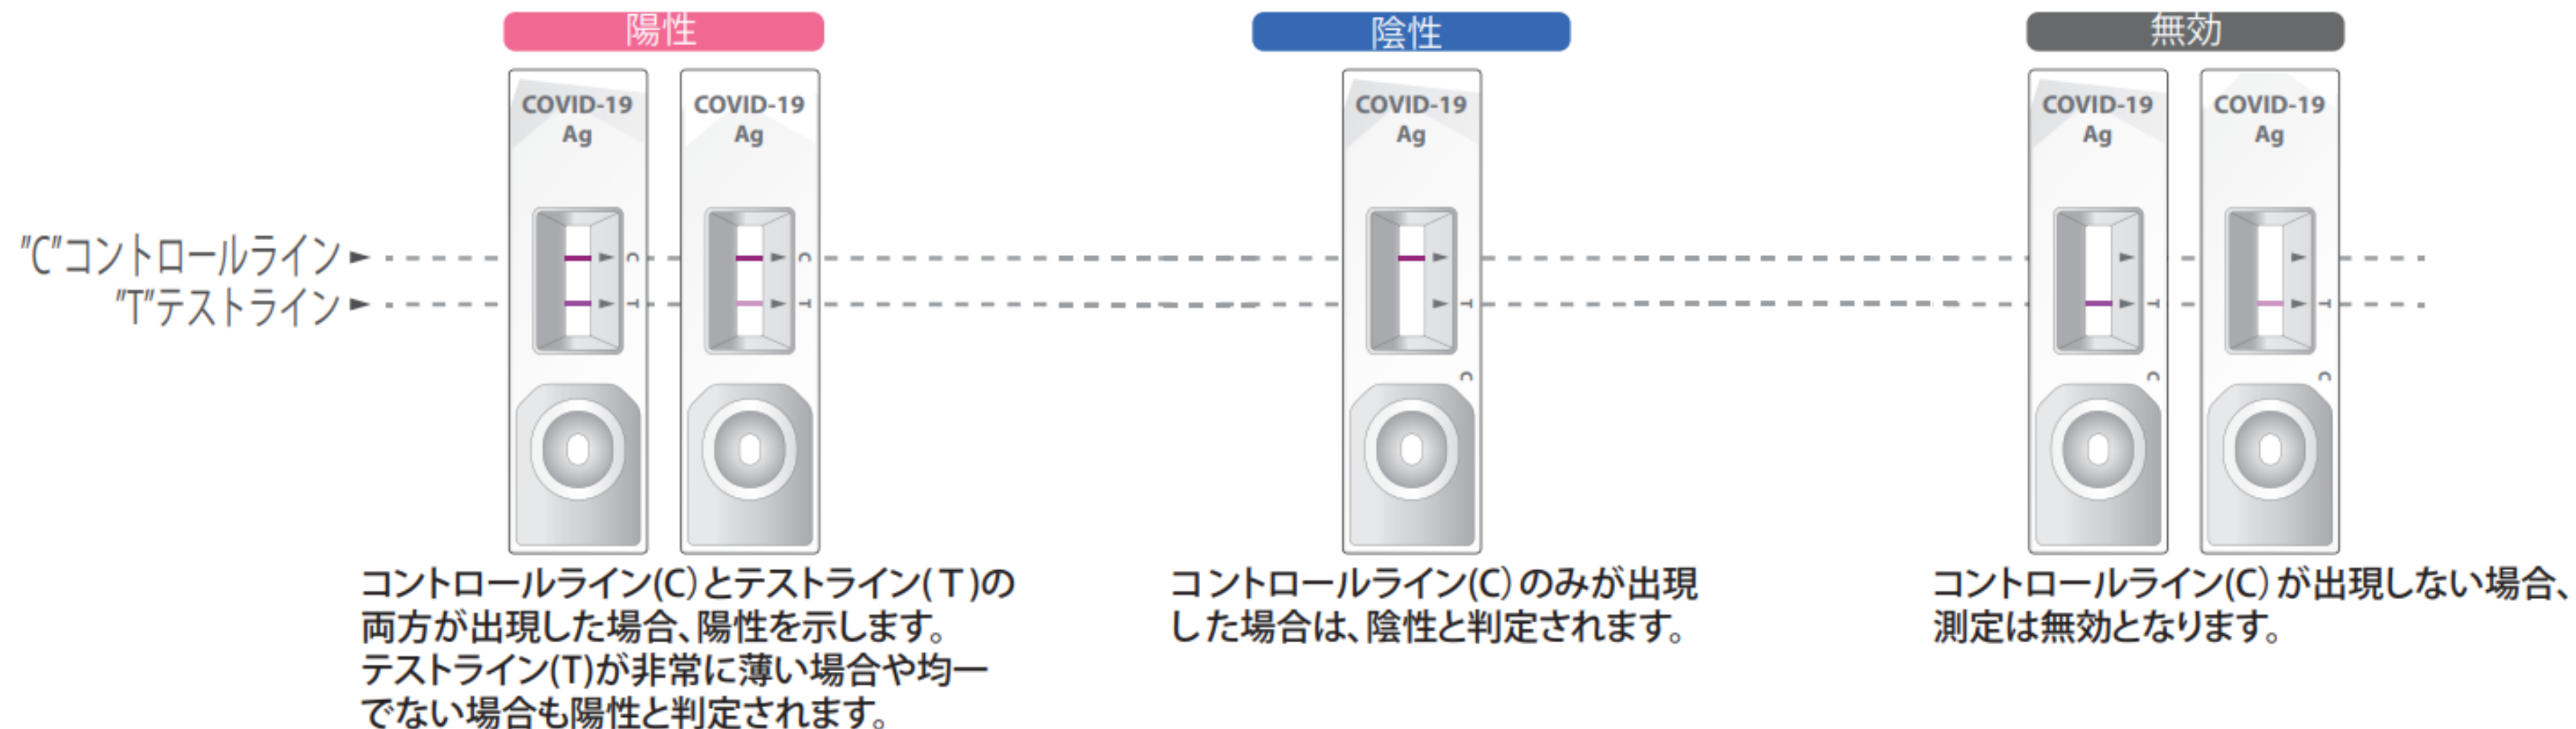 陽性
陰性
無効
COVID-19
Ag
COVID-19
Ag
COVID-19
Ag
COVID-19
Ag
COVID-19
Ag
"C"コントロールライン
"T"テストライン
C
T
C
T
T
C
T
C
T
C
コントロールライン(C)とテストライン(T)の
両方が出現した場合、陽性を示します。
テストライン(T)が非常に薄い場合や均一
でない場合も陽性と判定されます。
コントロールライン(C)のみが出現
した場合は、陰性と判定されます。
コントロールライン(C)が出現しない場合、
測定は無効となります。